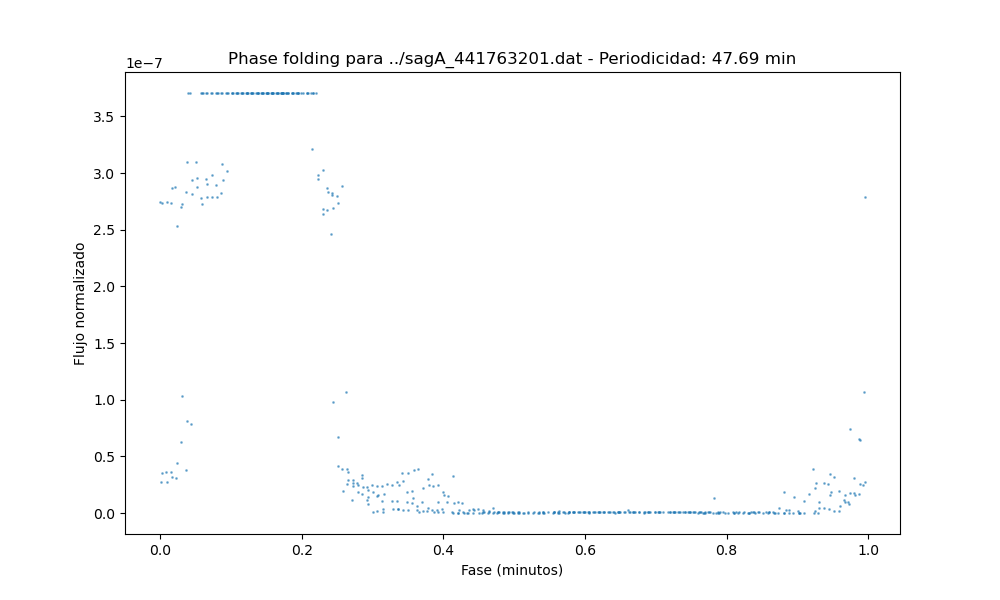 Phase folding para ../sagA_441763201.dat - Periodicidad: 47.69 min
1e−7
3.5
3.0
2.5
2.0
1.5
1.0
0.5
0.0
Flujo normalizado
0.0 0.2 0.4 0.6 0.8 1.0
Fase (minutos)